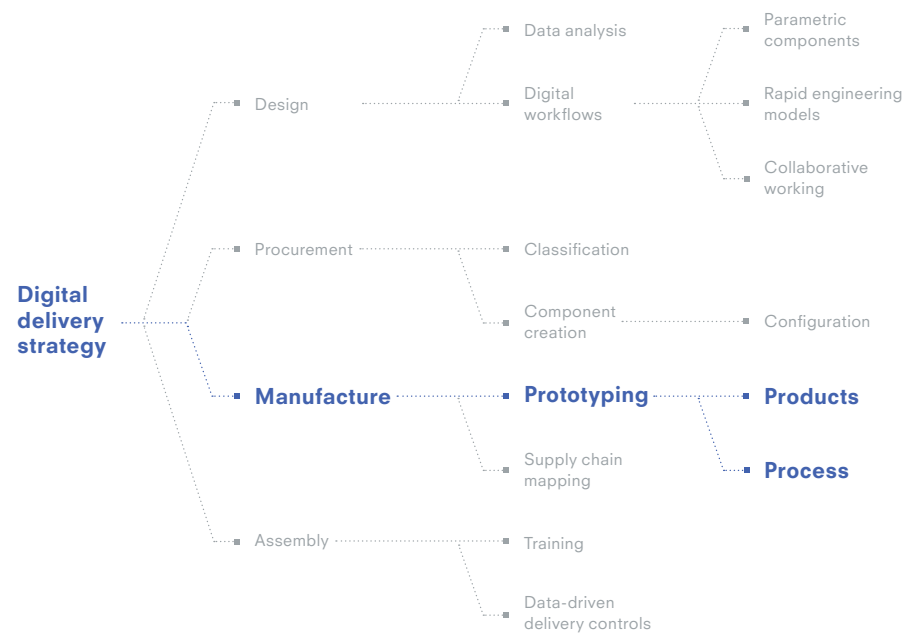 Digital
delivery
strategy
Design
Data analysis
Digital
workflows
Parametric
components
Rapid engineering
models
Collaborative
working
Procurement
Classification
Component
creation
Configuration
Manufacture
Prototyping
Products
Process
Supply chain
mapping
Assembly
Training
Data-driven
delivery controls